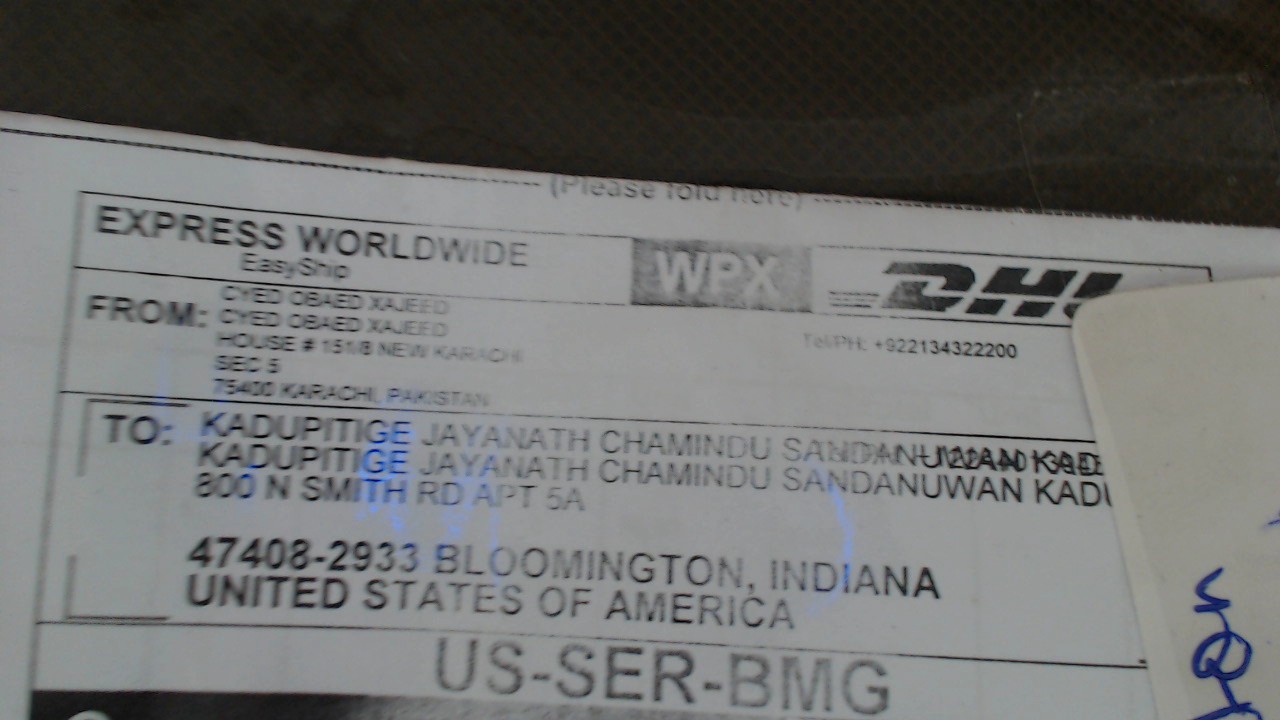 (Please fold here)
EXPRESS WORLDWIDE
EasyShip
WPX
DHL
FROM: CYED OBAED XAJEED
CYED OBAED XAJEED
HOUSE # 151/8 NEW KARACHI
SEC 5
75400 KARACHI, PAKISTAN
Tel/PH: +922134322200
TO: KADUPITIGE JAYANATH CHAMINDU SANDANUWAN
KADUPITIGE JAYANATH CHAMINDU SANDANUWAN KADU
800 N SMITH RD APT 5A
47408-2933 BLOOMINGTON, INDIANA
UNITED STATES OF AMERICA
US-SER-BMG